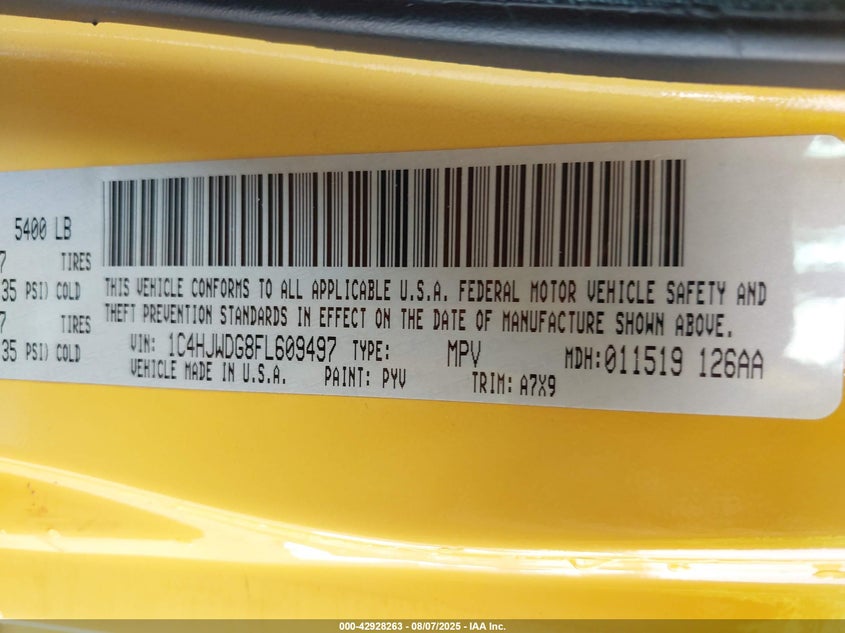 5400 LB
7 TIRES
35 PSI) COLD
7 TIRES
35 PSI) COLD
THIS VEHICLE CONFORMS TO ALL APPLICABLE U.S.A. FEDERAL MOTOR VEHICLE SAFETY AND
THEFT PREVENTION STANDARDS IN EFFECT ON THE DATE OF MANUFACTURE SHOWN ABOVE.
VIN: 1C4HJWDG8FL609497 TYPE: MPV MDH:011519 126AA
VEHICLE MADE IN U.S.A. PAINT: PYV TRIM: A7X9
000-42928263 - 08/07/2025 - IAA Inc.